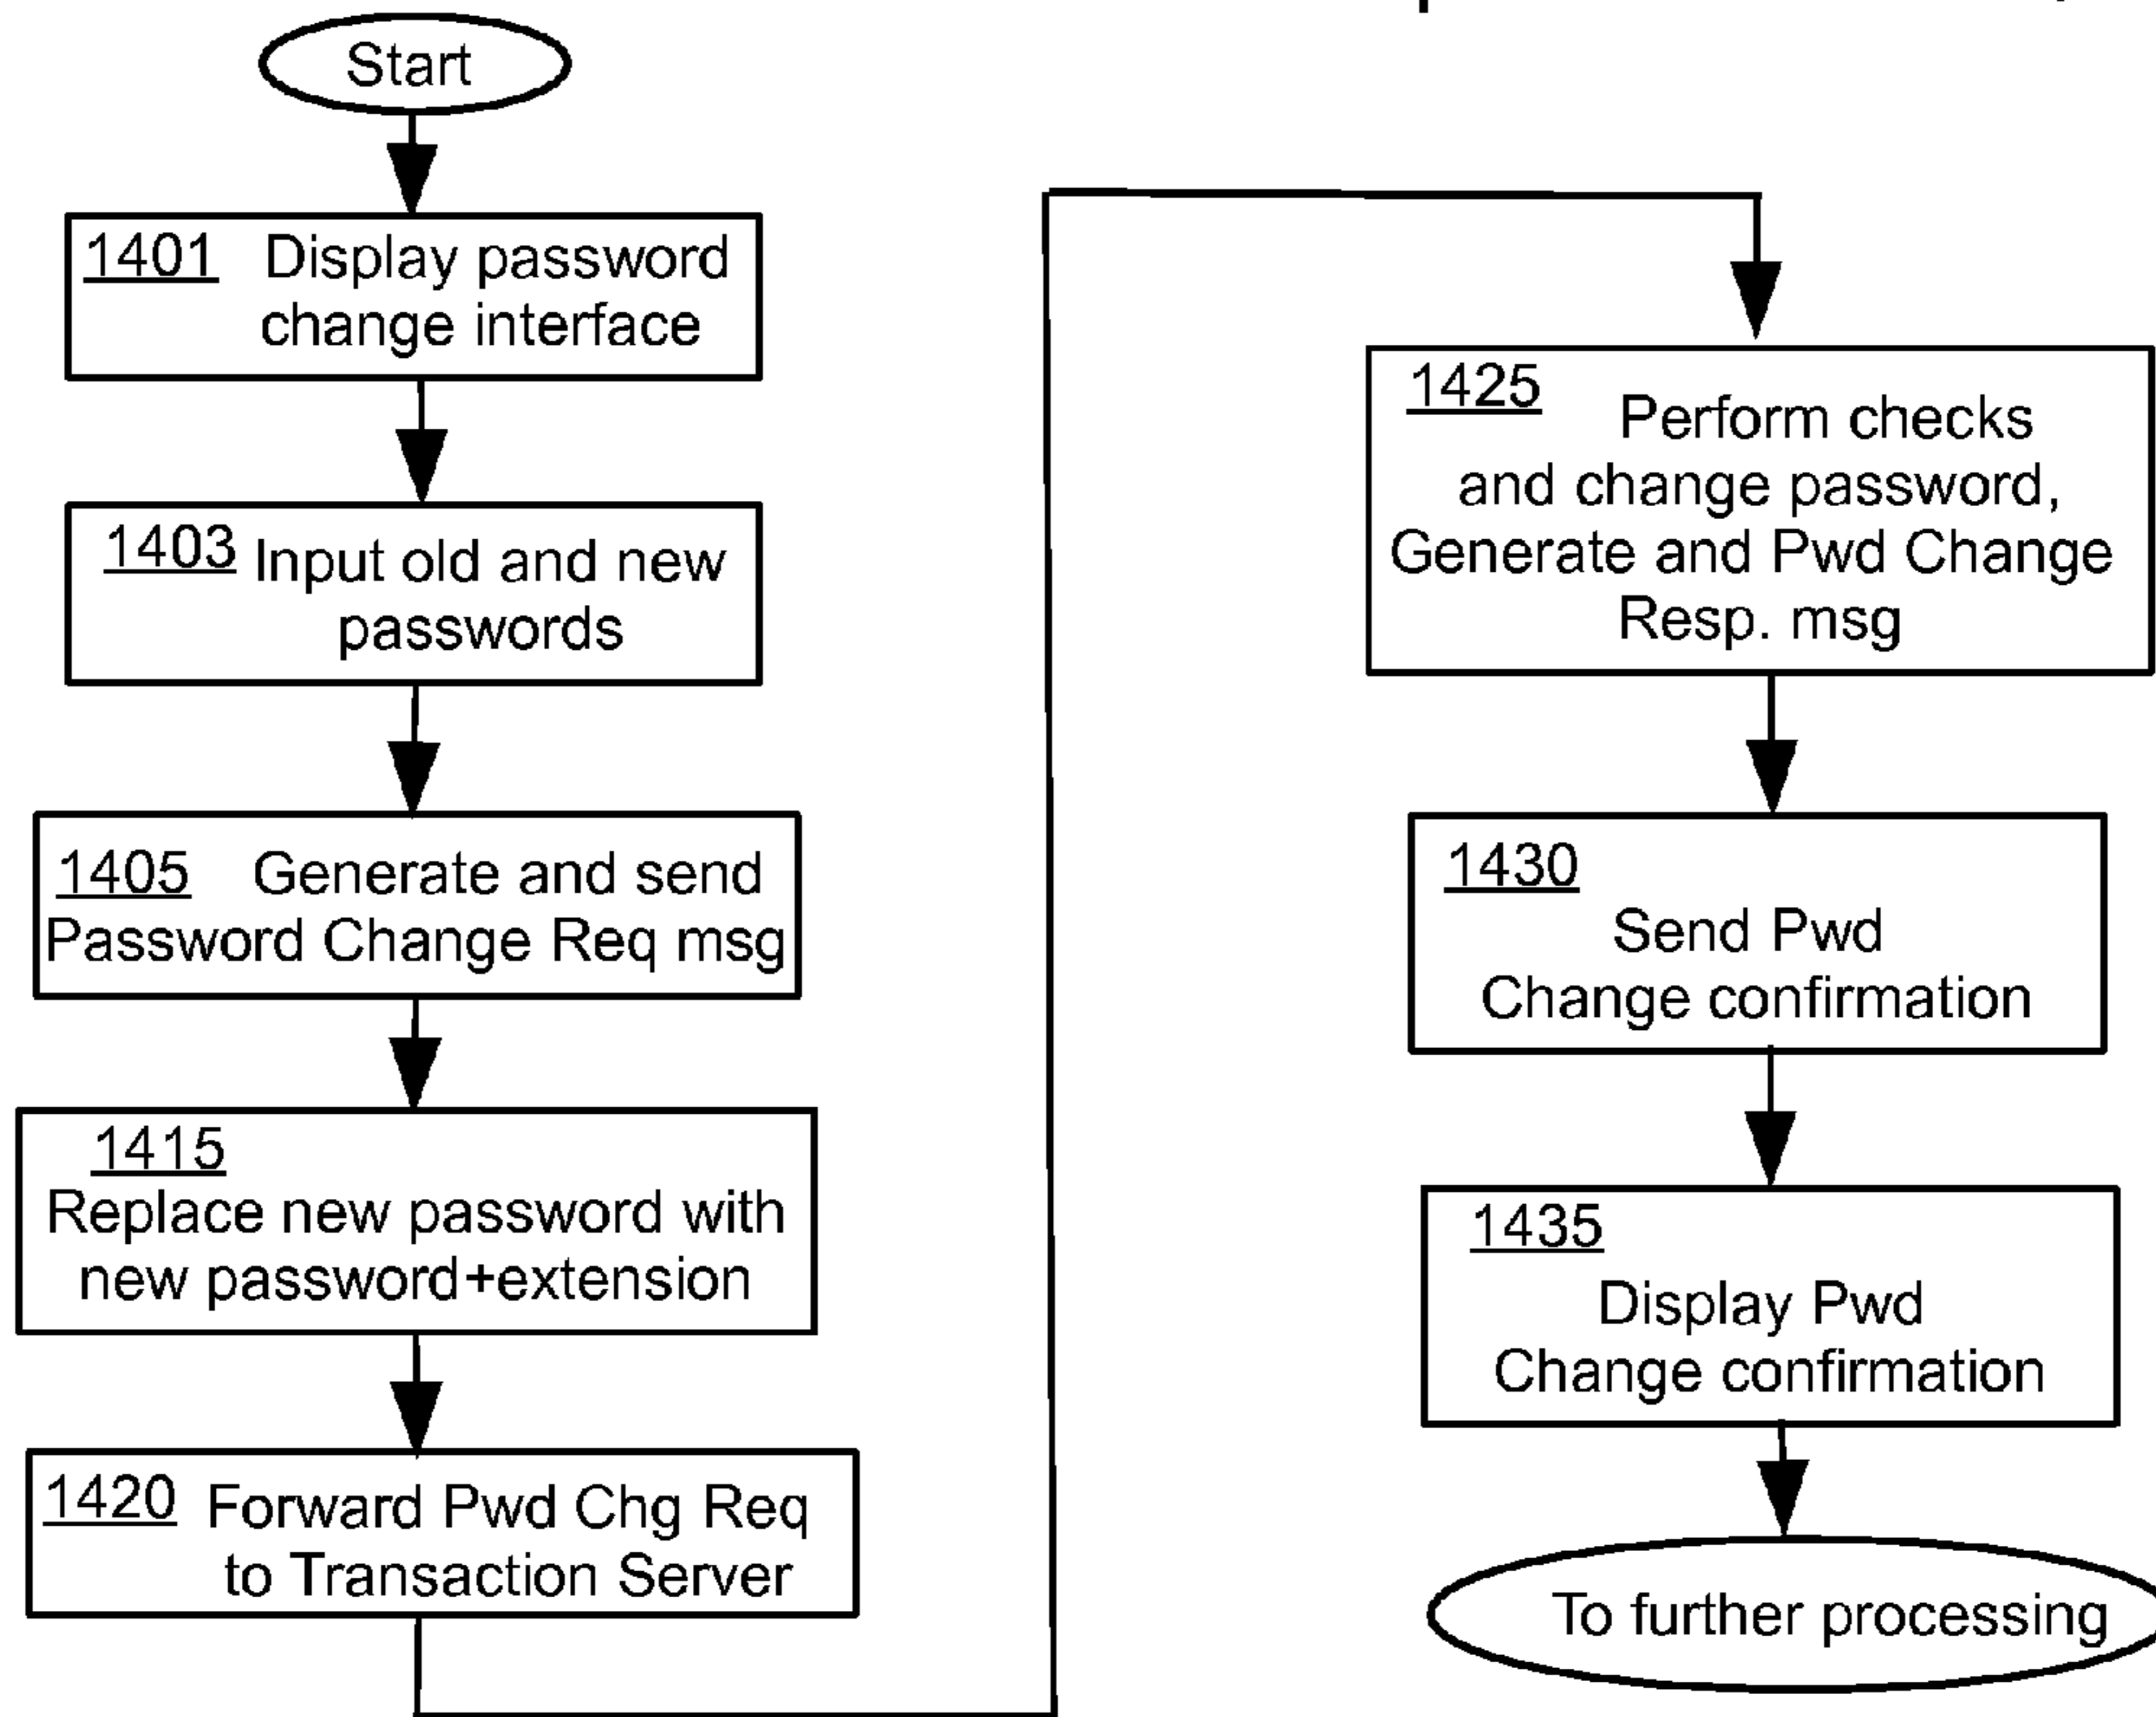 Start
1401 Display password
change interface
1403 Input old and new
passwords
1405 Generate and send
Password Change Req msg
1415
Replace new password with
new password+extension
1420 Forward Pwd Chg Req
to Transaction Server
1425 Perform checks
and change password,
Generate and Pwd Change
Resp. msg
1430
Send Pwd
Change confirmation
1435
Display Pwd
Change confirmation
To further processing